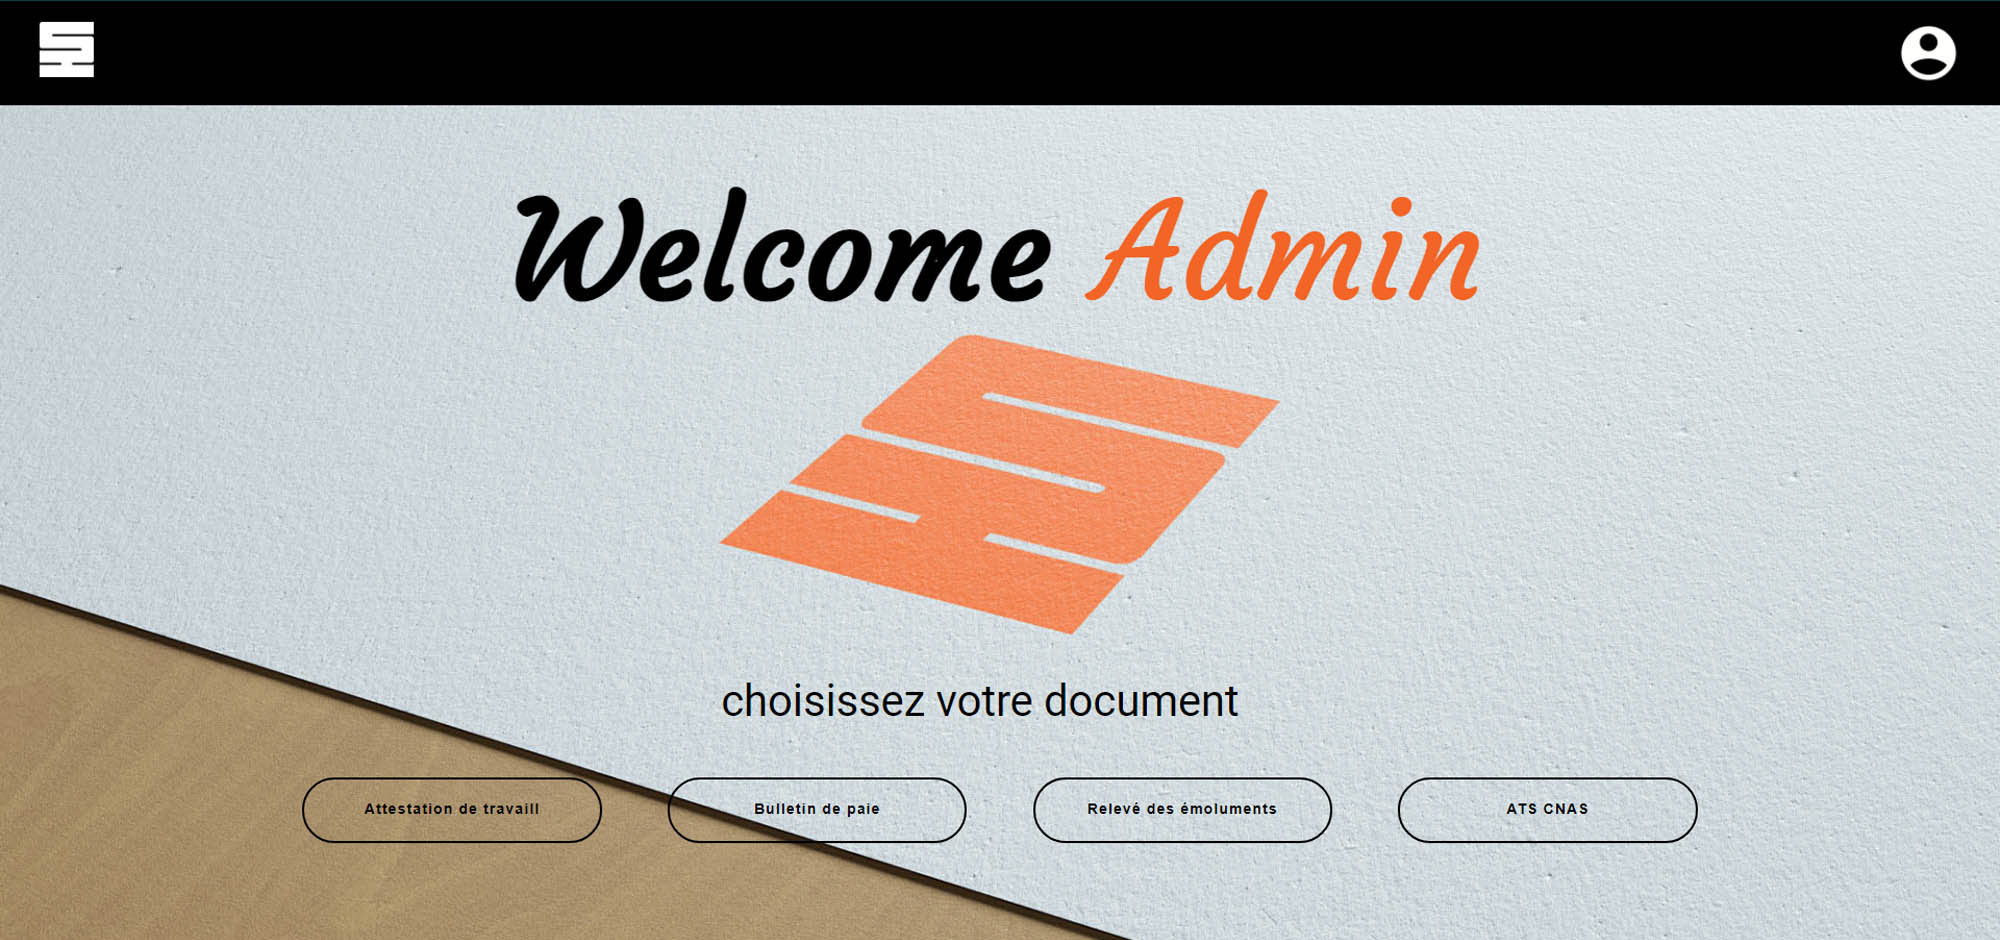 Welcome Admin
choisissez votre document
Attestation de travaill
Bulletin de paie
Relevé des émoluments
ATS CNAS